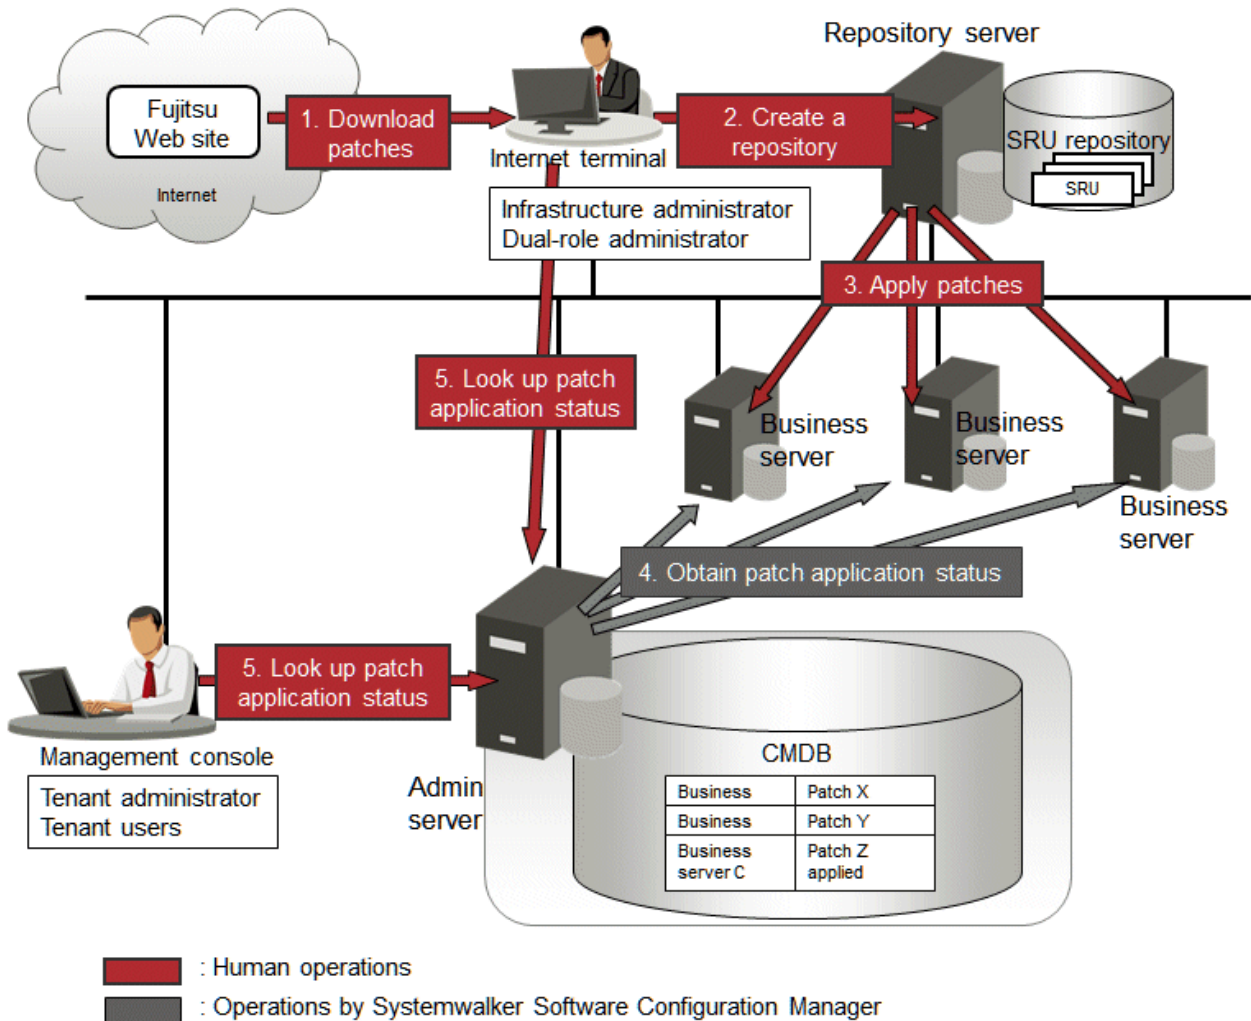 Repository server
Fujitsu
Web site
Internet
1. Download
patches
Internet terminal
2. Create a
repository
SRU repository
SRU
Infrastructure administrator
Dual-role administrator
3. Apply patches
5. Look up patch
application status
Business
server
Business
server
Business
server
4. Obtain patch application status
5. Look up patch
application status
Management console
Tenant administrator
Tenant users
Admin
server
CMDB
Business Patch X
Business Patch Y
Business Patch Z
server C applied
: Human operations
: Operations by Systemwalker Software Configuration Manager